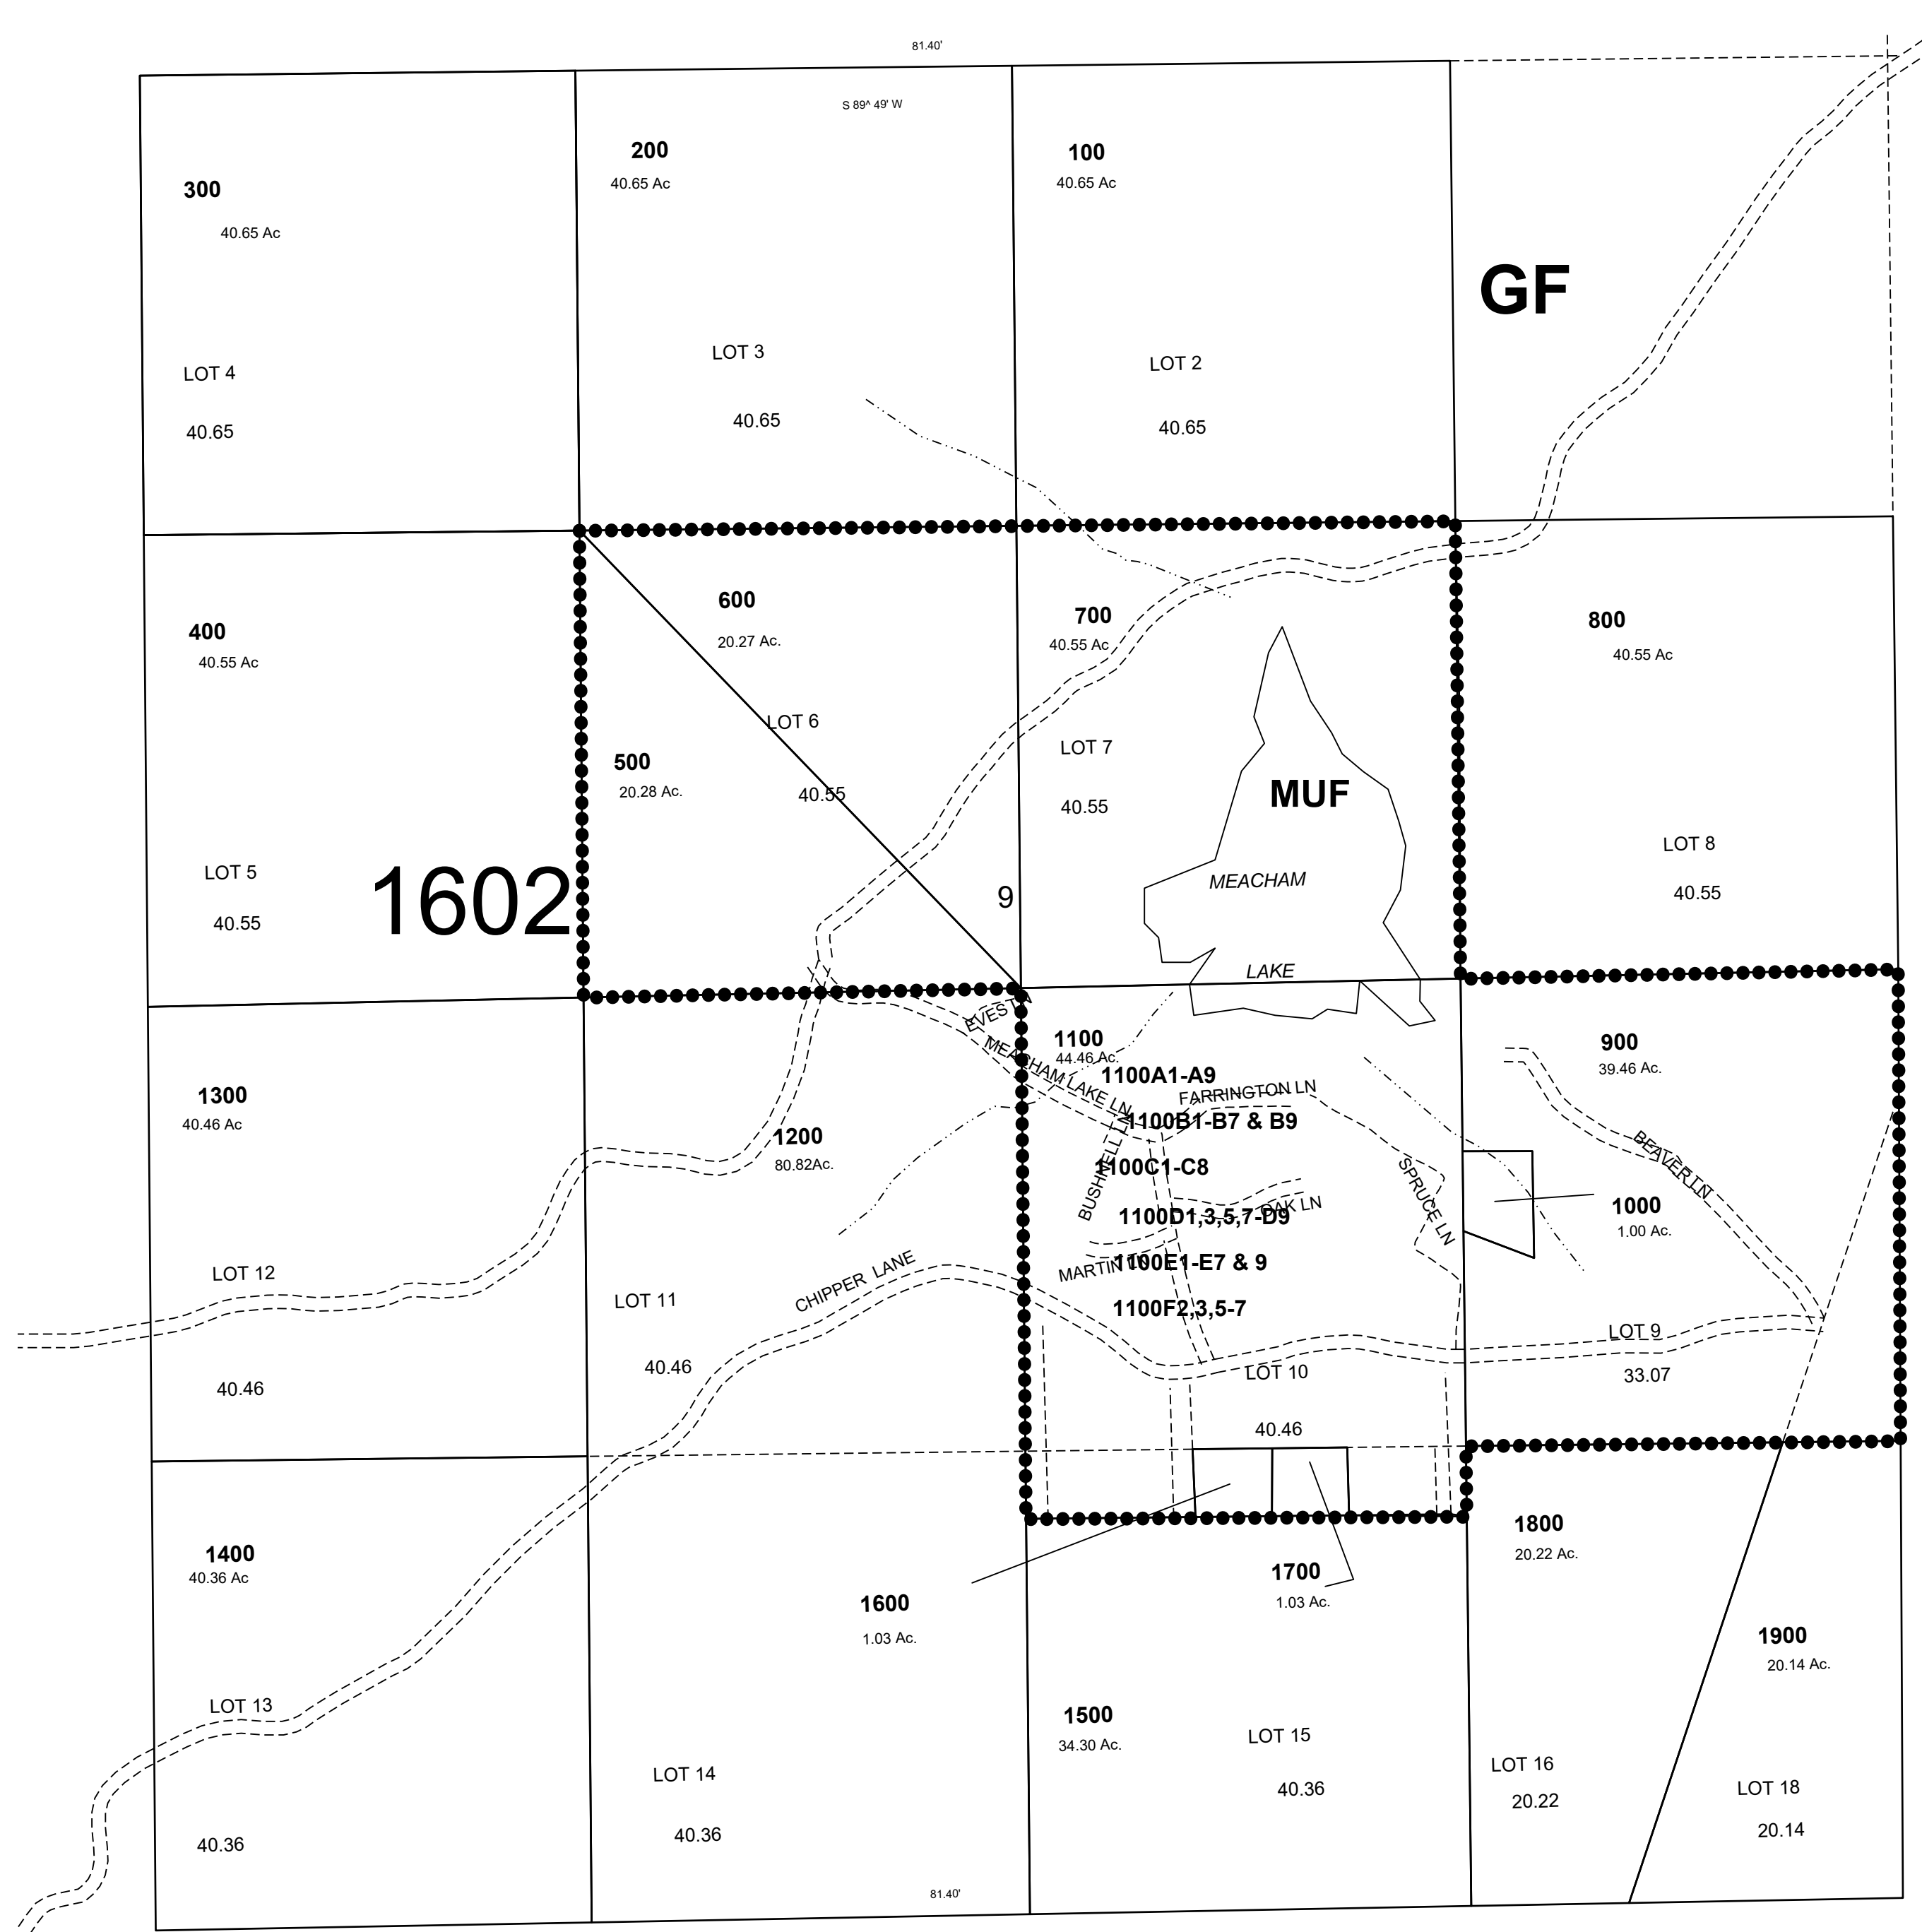 81.40'
S 89^ 49' W
200
40.65 Ac
100
40.65 Ac
300
40.65 Ac
GF
LOT 3
LOT 2
LOT 4
40.65
40.65
40.65
600
20.27 Ac.
700
40.55 Ac
800
40.55 Ac
400
40.55 Ac
LOT 6
LOT 7
500
20.28 Ac.
40.55
MUF
40.55
LOT 8
40.55
LOT 5
40.55
1602
9
MEACHAM
LAKE
EVEST
1100
44.46 Ac.
900
39.46 Ac.
MEACHAM LAKE LN
1100A1-A9
FARRINGTON LN
1300
40.46 Ac
1100B1-B7 & B9
1200
80.82Ac.
BUSHNELL LN
1100C1-C8
SPRUCE LN
BEAVER LN
1000
1.00 Ac.
1100D1,3,5,7-D9
OAK LN
MARTIN LN
1100E1-E7 & 9
LOT 12
CHIPPER LANE
LOT 11
1100F2,3,5-7
LOT 9
33.07
40.46
40.46
LOT 10
40.46
1400
40.36 Ac
1800
20.22 Ac.
1700
1.03 Ac.
1600
1.03 Ac.
1900
20.14 Ac.
LOT 13
1500
34.30 Ac.
LOT 15
40.36
LOT 14
40.36
LOT 16
20.22
LOT 18
20.14
40.36
81.40'